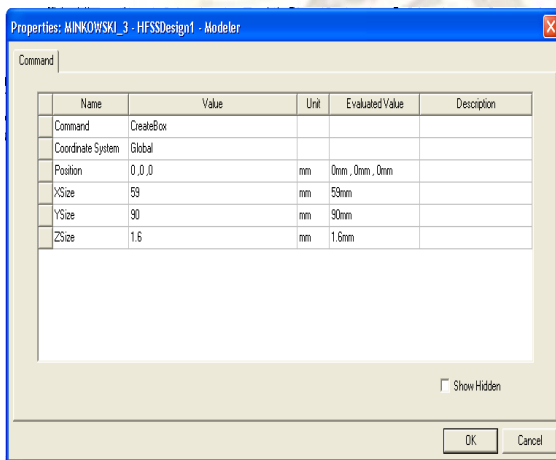 Properties: MINKOWSKI_3 - HFSSDesign1 - Modeler
Command
Name Value Unit Evaluated Value Description
Command CreateBox
Coordinate System Global
Position 0 ,0 ,0 mm 0mm , 0mm , 0mm
XSize 59 mm 59mm
YSize 90 mm 90mm
ZSize 1.6 mm 1.6mm
Show Hidden
OK Cancel